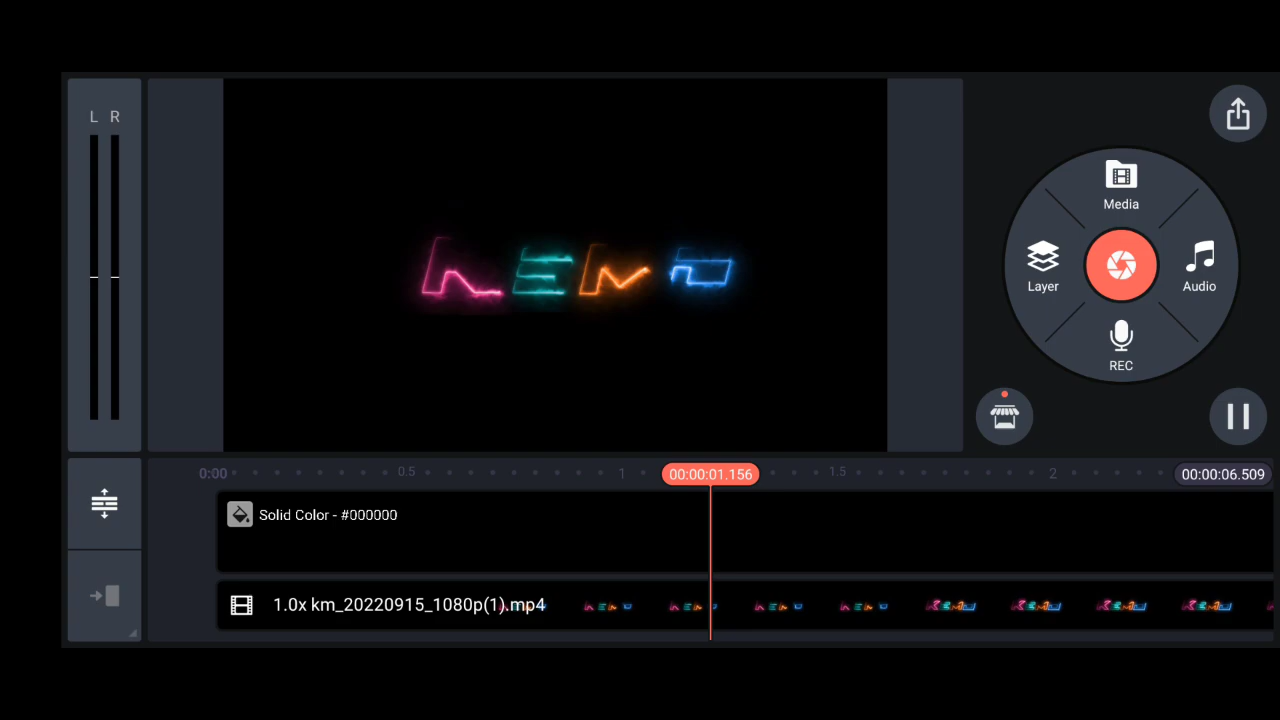 L R
Media
Layer
Audio
REC
0:00 0.5 1 00:00:01.156 1.5 2 00:00:06.509
Solid Color - #000000
1.0x km_20220915_1080p(1).mp4